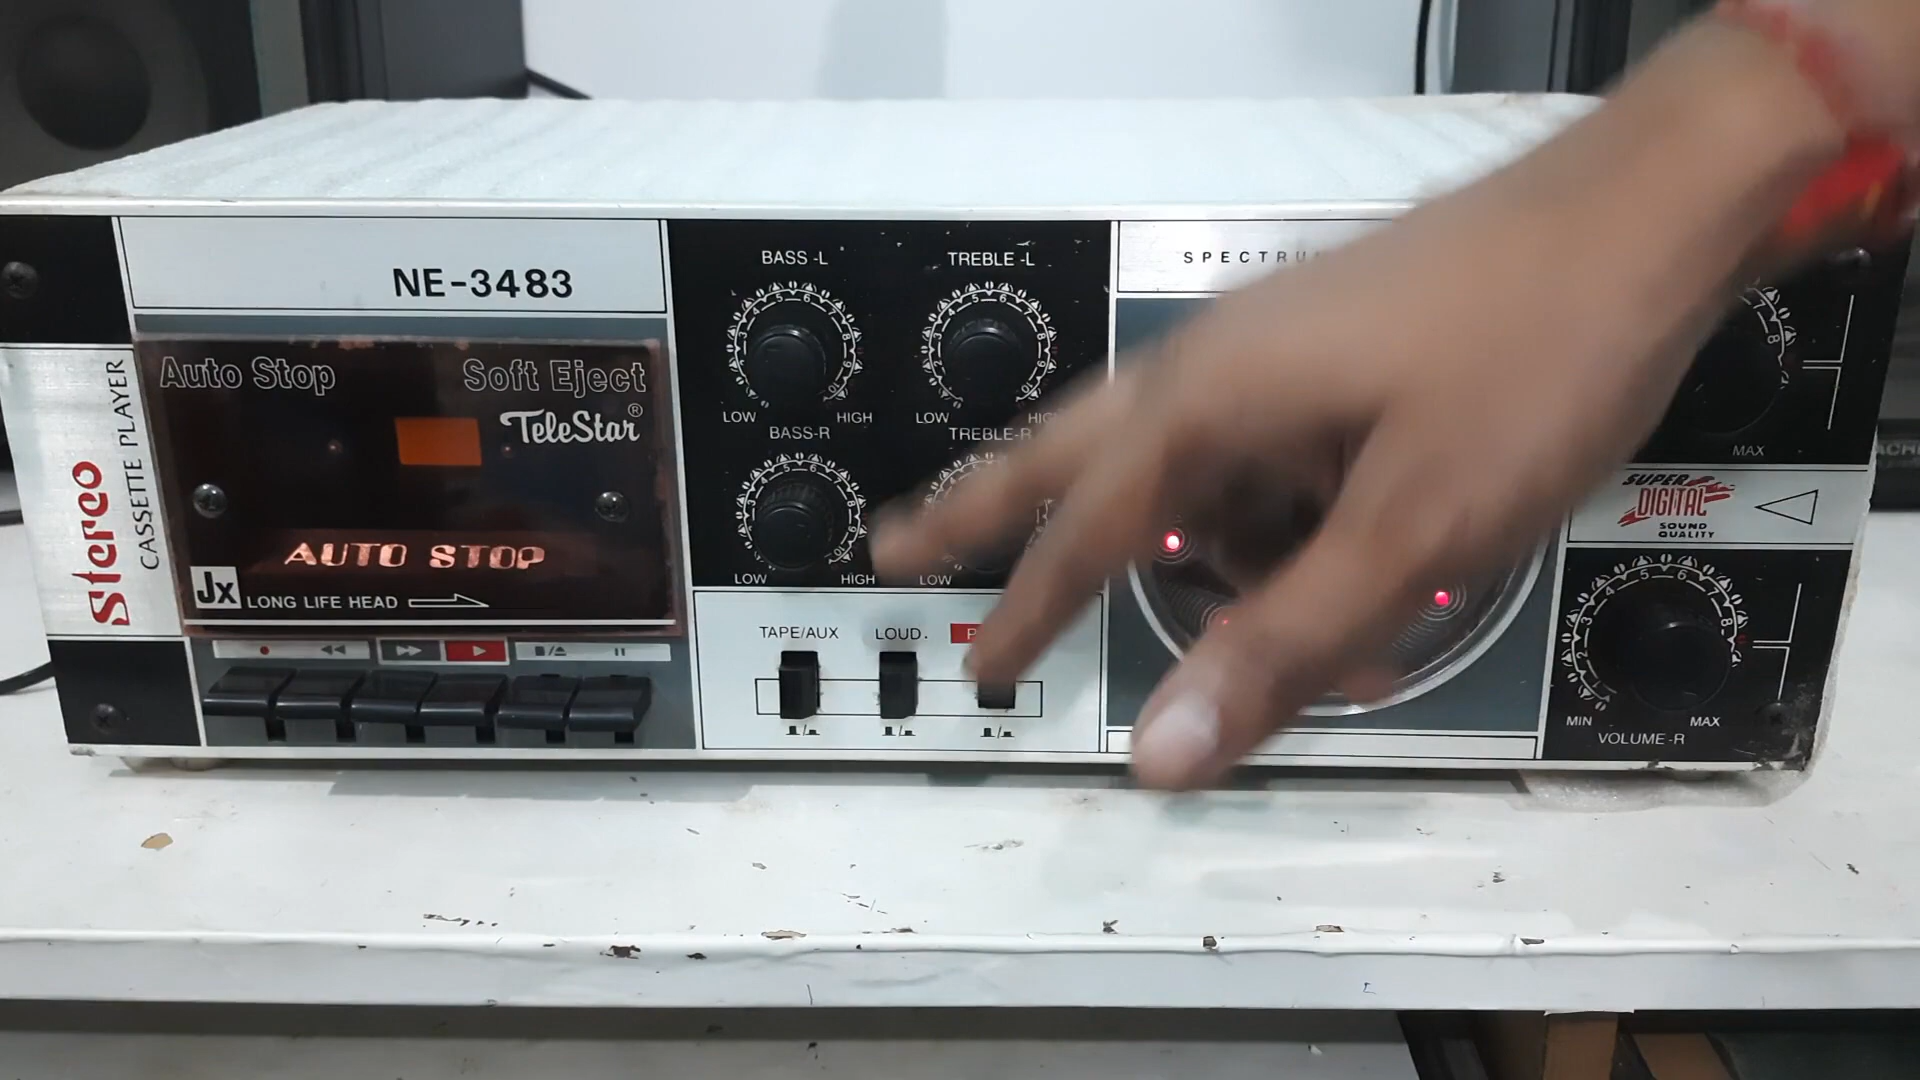 NE-3483
Stereo
CASSETTE PLAYER
Auto Stop
Soft Eject
TeleStar®
AUTO STOP
Jx
LONG LIFE HEAD
BASS -L
LOW
HIGH
TREBLE -L
LOW
BASS-R
LOW
HIGH
TREBLE-R
LOW
TAPE/AUX
LOUD.
MAX
SUPER
DIGITAL
SOUND
QUALITY
MIN
MAX
VOLUME-R